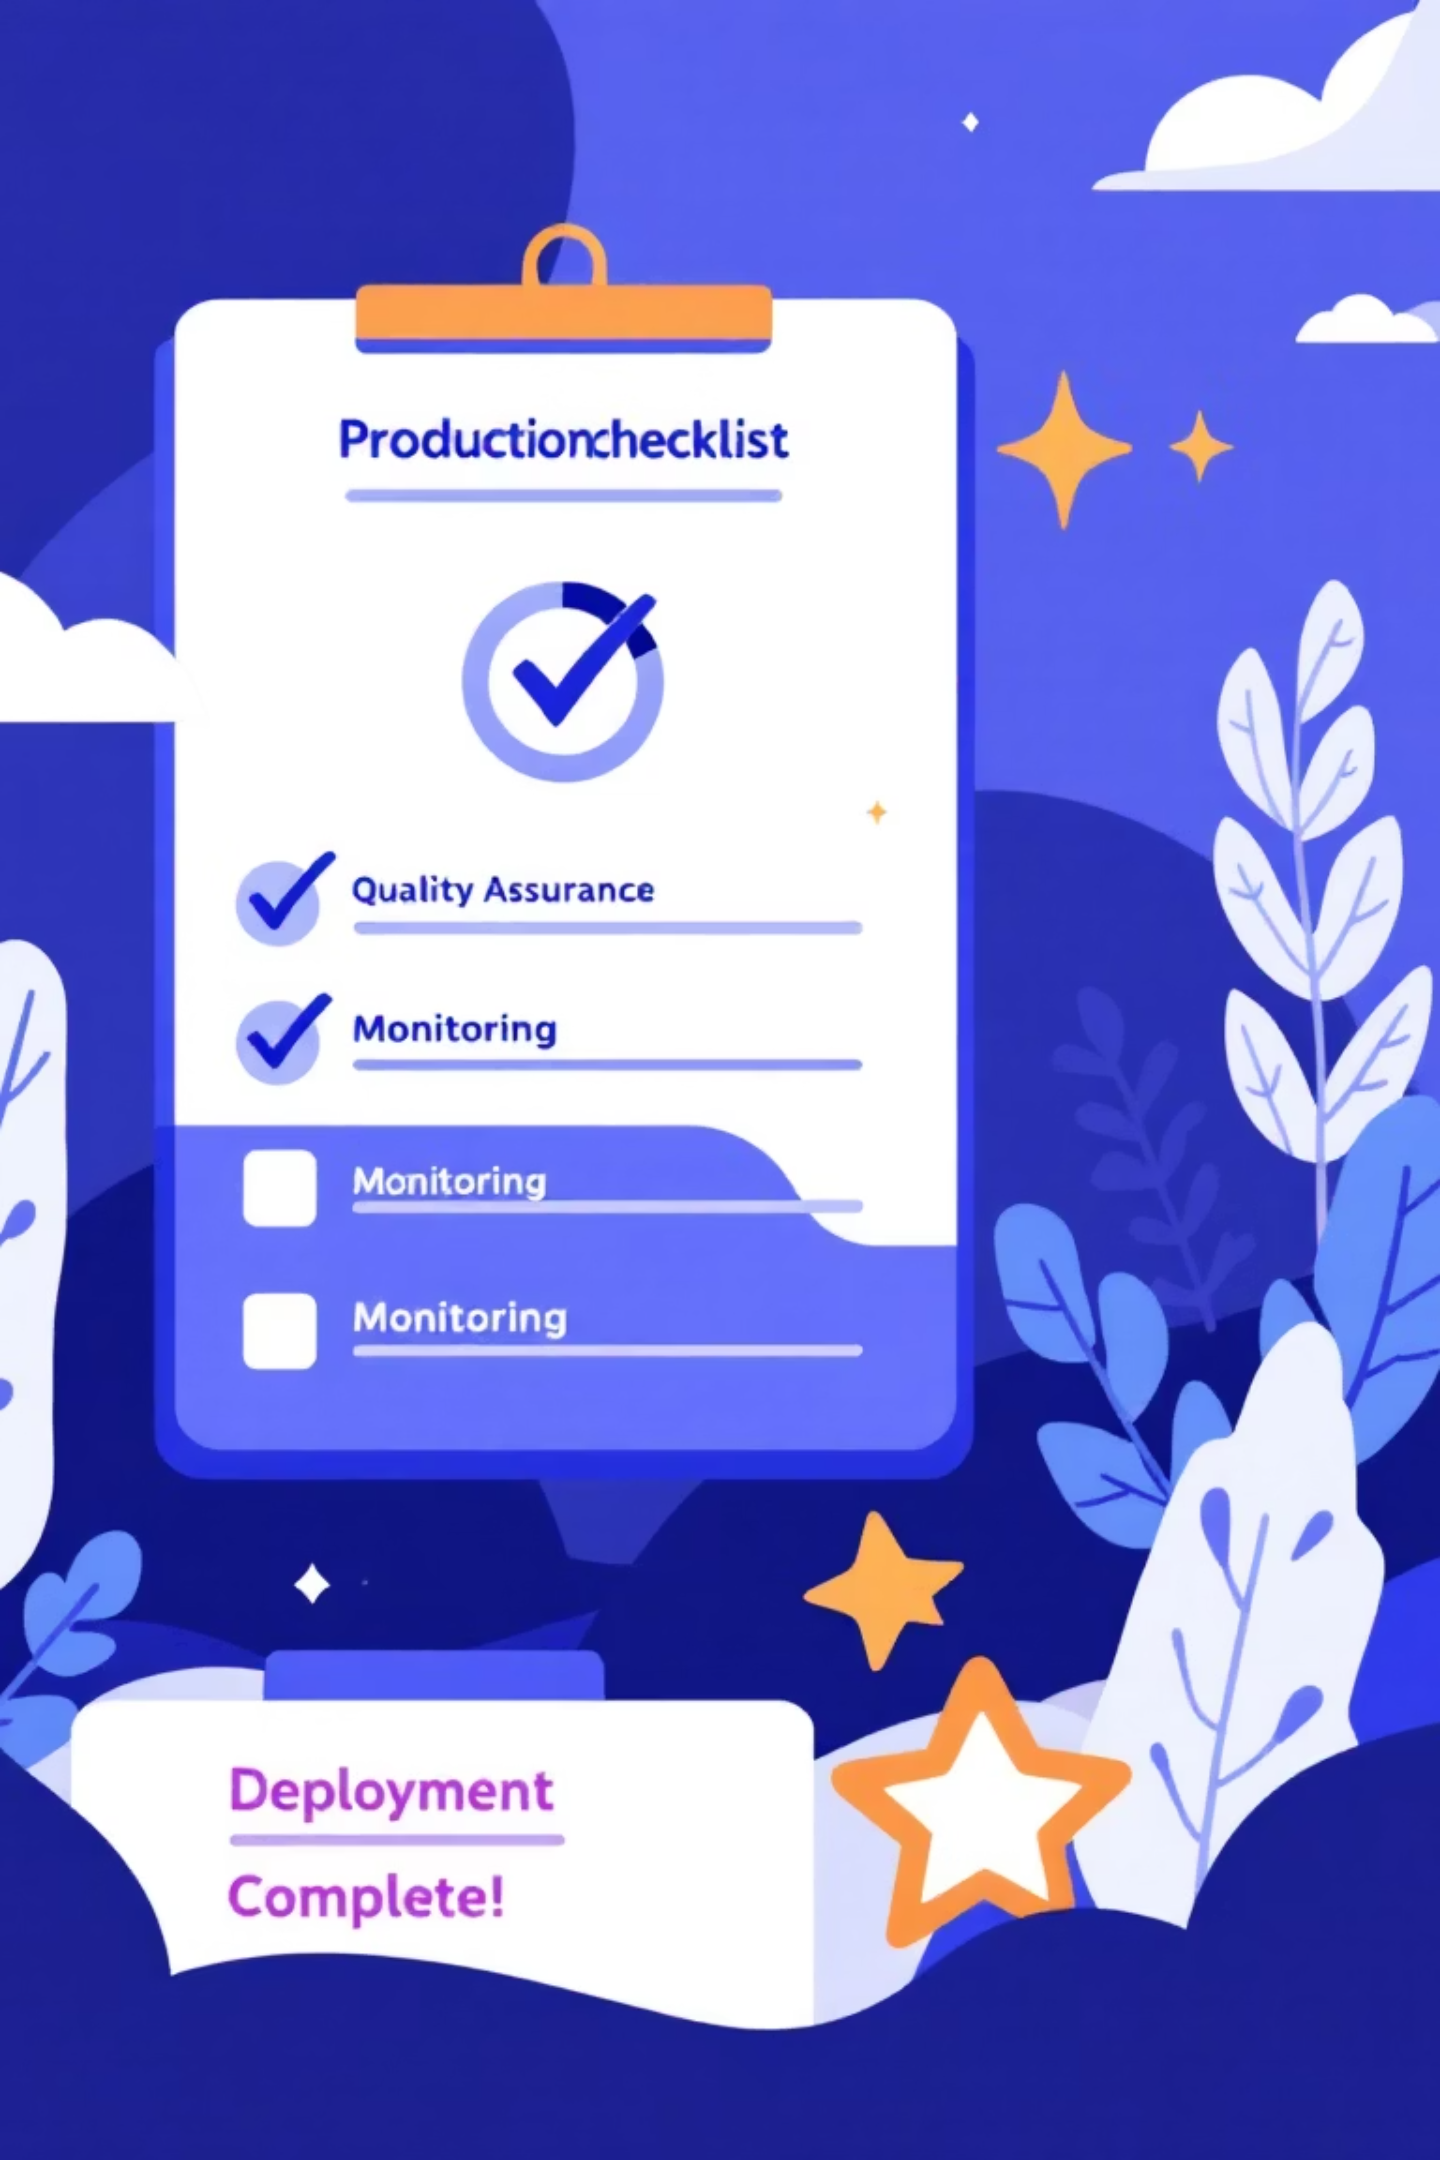 Productionchecklist
Quality Assurance
Monitoring
Monitoring
Monitoring
Deployment
Complete!